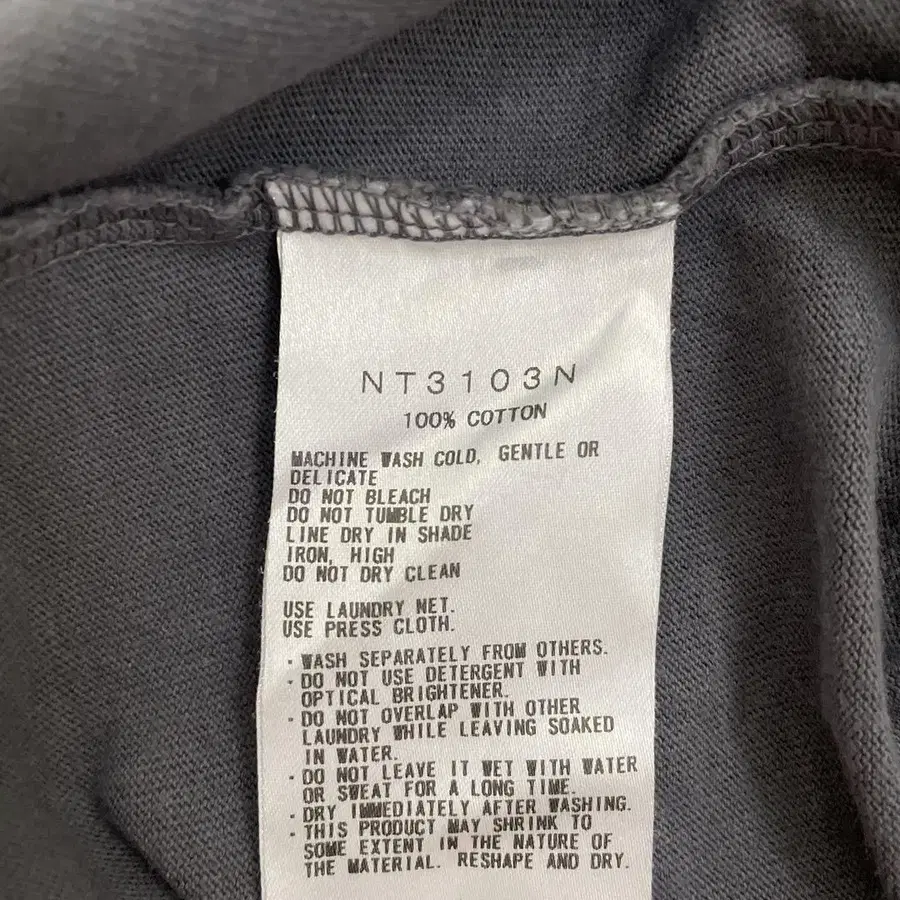 NT3103N
100% COTTON
MACHINE WASH COLD, GENTLE OR
DELICATE
DO NOT BLEACH
DO NOT TUMBLE DRY
LINE DRY IN SHADE
IRON, HIGH
DO NOT DRY CLEAN
USE LAUNDRY NET.
USE PRESS CLOTH.
・WASH SEPARATELY FROM OTHERS.
・DO NOT USE DETERGENT WITH
OPTICAL BRIGHTENER.
・DO NOT OVERLAP WITH OTHER
LAUNDRY WHILE LEAVING SOAKED
IN WATER.
・DO NOT LEAVE IT WET WITH WATER
OR SWEAT FOR A LONG TIME.
・DRY IMMEDIATELY AFTER WASHING.
・THIS PRODUCT MAY SHRINK TO
SOME EXTENT IN THE NATURE OF
THE MATERIAL. RESHAPE AND DRY.